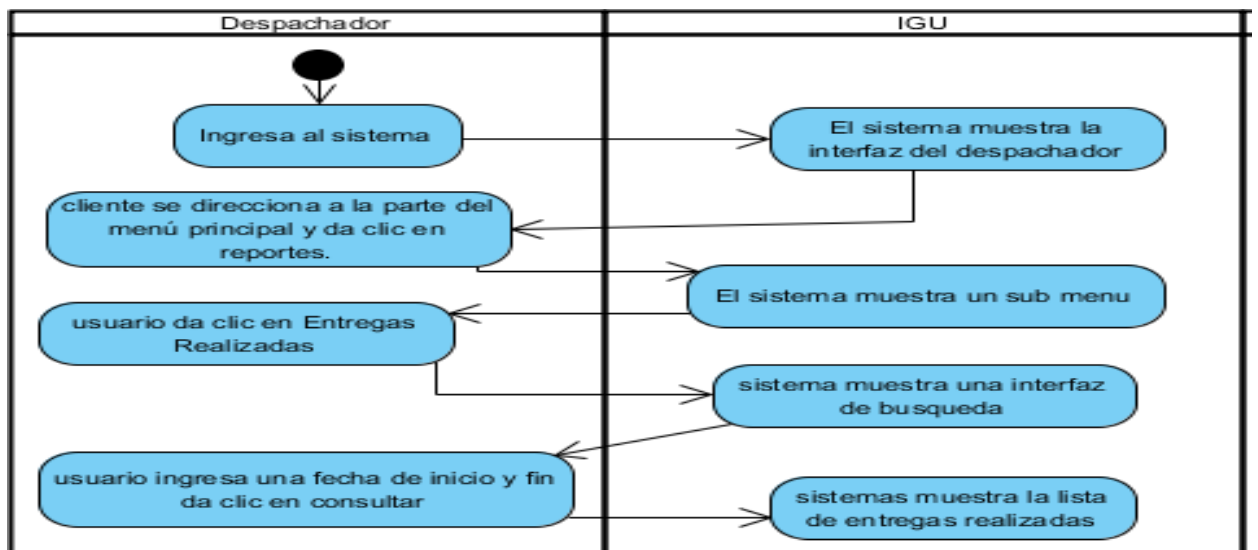 Despachador
IGU
Ingresa al sistema
El sistema muestra la
interfaz del despachador
cliente se direcciona a la parte del
menú principal y da clic en
reportes.
El sistema muestra un sub menu
usuario da clic en Entregas
Realizadas
sistema muestra una interfaz
de busqueda
usuario ingresa una fecha de inicio y fin
da clic en consultar
sistemas muestra la lista
de entregas realizadas